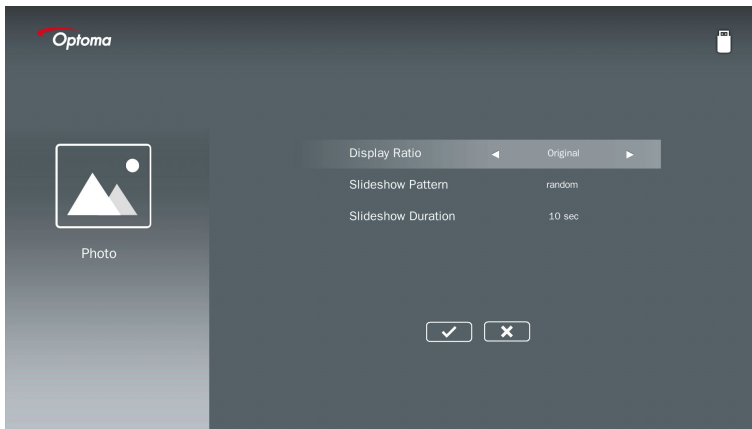 Optoma
Photo
Display Ratio ◀ Original ▶
Slideshow Pattern random
Slideshow Duration 10 sec